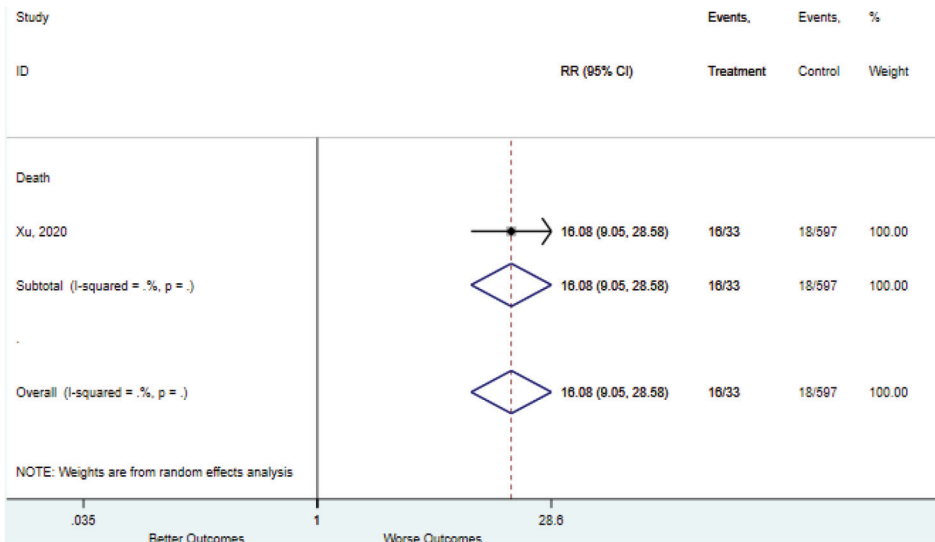 Study Events, Events, %
ID RR (95% CI) Treatment Control Weight
Death
Xu, 2020 16.08 (9.05, 28.58) 16/33 18/597 100.00
Subtotal (I-squared = .%, p = .) 16.08 (9.05, 28.58) 16/33 18/597 100.00
.
Overall (I-squared = .%, p = .) 16.08 (9.05, 28.58) 16/33 18/597 100.00
NOTE: Weights are from random effects analysis
.035 1 28.6
Better Outcomes Worse Outcomes